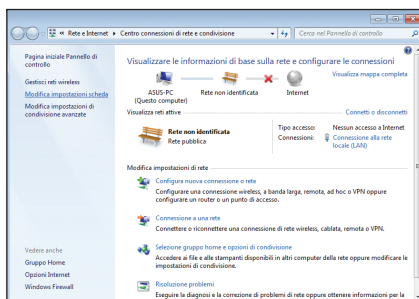 « Rete e Internet ▸ Centro connessioni di rete e condivisione
Cerca nel Pannello di controllo
Pagina iniziale Pannello di
controllo
Gestisci reti wireless
Modifica impostazioni scheda
Modifica impostazioni di
condivisione avanzate
Vedere anche
Gruppo Home
Opzioni Internet
Windows Firewall
Visualizzare le informazioni di base sulla rete e configurare le connessioni
Visualizza mappa completa
ASUS-PC
(Questo computer)
Rete non identificata
Internet
Visualizza reti attive
Connetti o disconnetti
Rete non identificata
Rete pubblica
Tipo accesso: Nessun accesso a Internet
Connessioni: Connessione alla rete
locale (LAN)
Modifica impostazioni di rete
Configura nuova connessione o rete
Configurare una connessione wireless, a banda larga, remota, ad hoc o VPN oppure
configurare un router o un punto di accesso.
Connessione a una rete
Connettere o riconnettere una connessione di rete wireless, cablata, remota o VPN.
Selezione gruppo home e opzioni di condivisione
Accedere ai file e alle stampanti disponibili in altri computer della rete oppure modificare le
impostazioni di condivisione.
Risoluzione problemi
Eseguire la diagnosi e la correzione di problemi di rete oppure ottenere informazioni per la